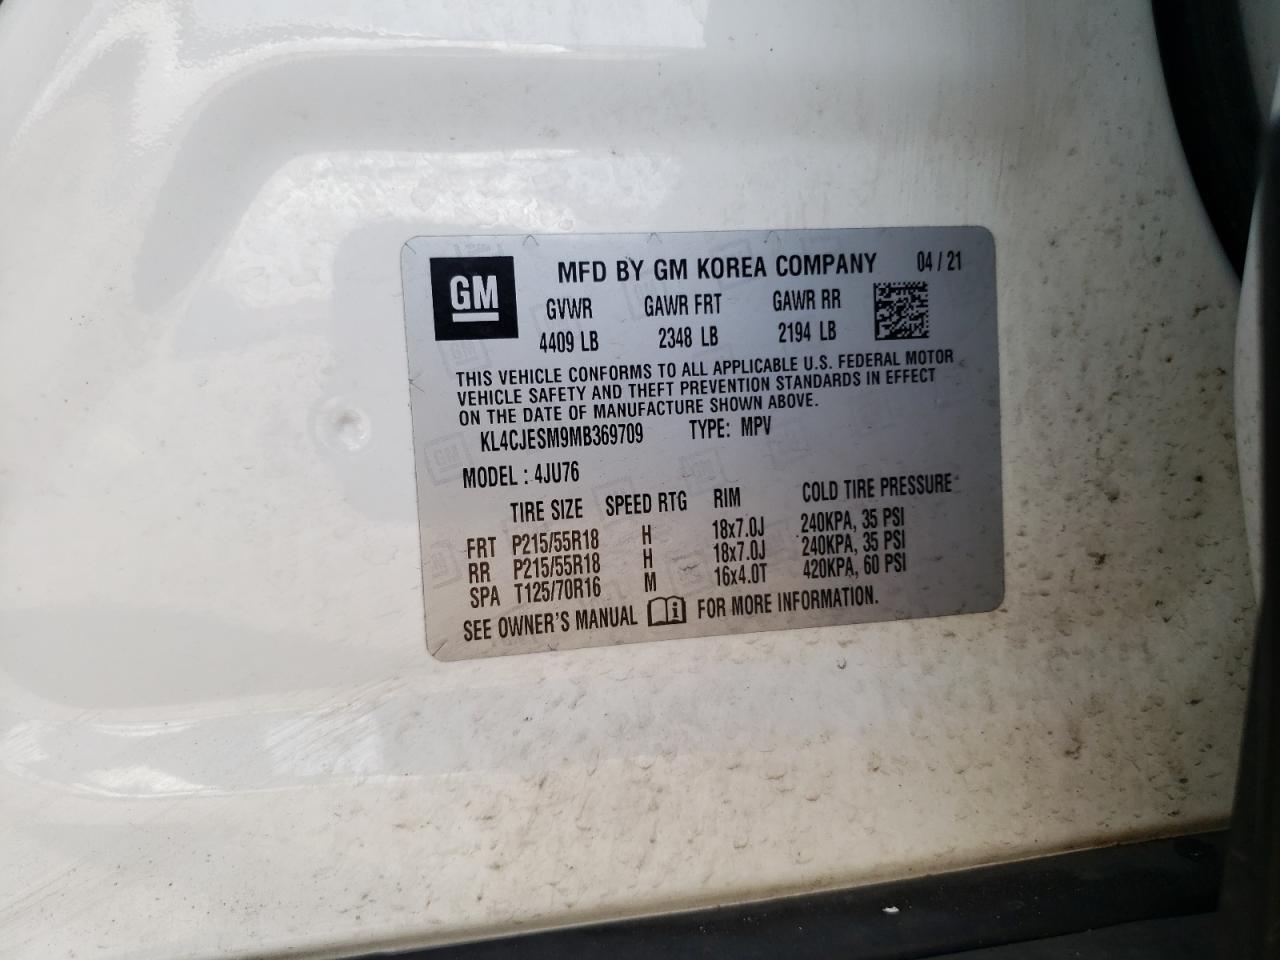 GM
MFD BY GM KOREA COMPANY 04 / 21
GVWR GAWR FRT GAWR RR
4409 LB 2348 LB 2194 LB
THIS VEHICLE CONFORMS TO ALL APPLICABLE U.S. FEDERAL MOTOR
VEHICLE SAFETY AND THEFT PREVENTION STANDARDS IN EFFECT
ON THE DATE OF MANUFACTURE SHOWN ABOVE.
KL4CJESM9MB369709 TYPE: MPV
MODEL : 4JU76
TIRE SIZE SPEED RTG RIM COLD TIRE PRESSURE
FRT P215/55R18 H 18x7.0J 240KPA, 35 PSI
RR P215/55R18 H 18x7.0J 240KPA, 35 PSI
SPA T125/70R16 M 16x4.0T 420KPA, 60 PSI
SEE OWNER'S MANUAL FOR MORE INFORMATION.